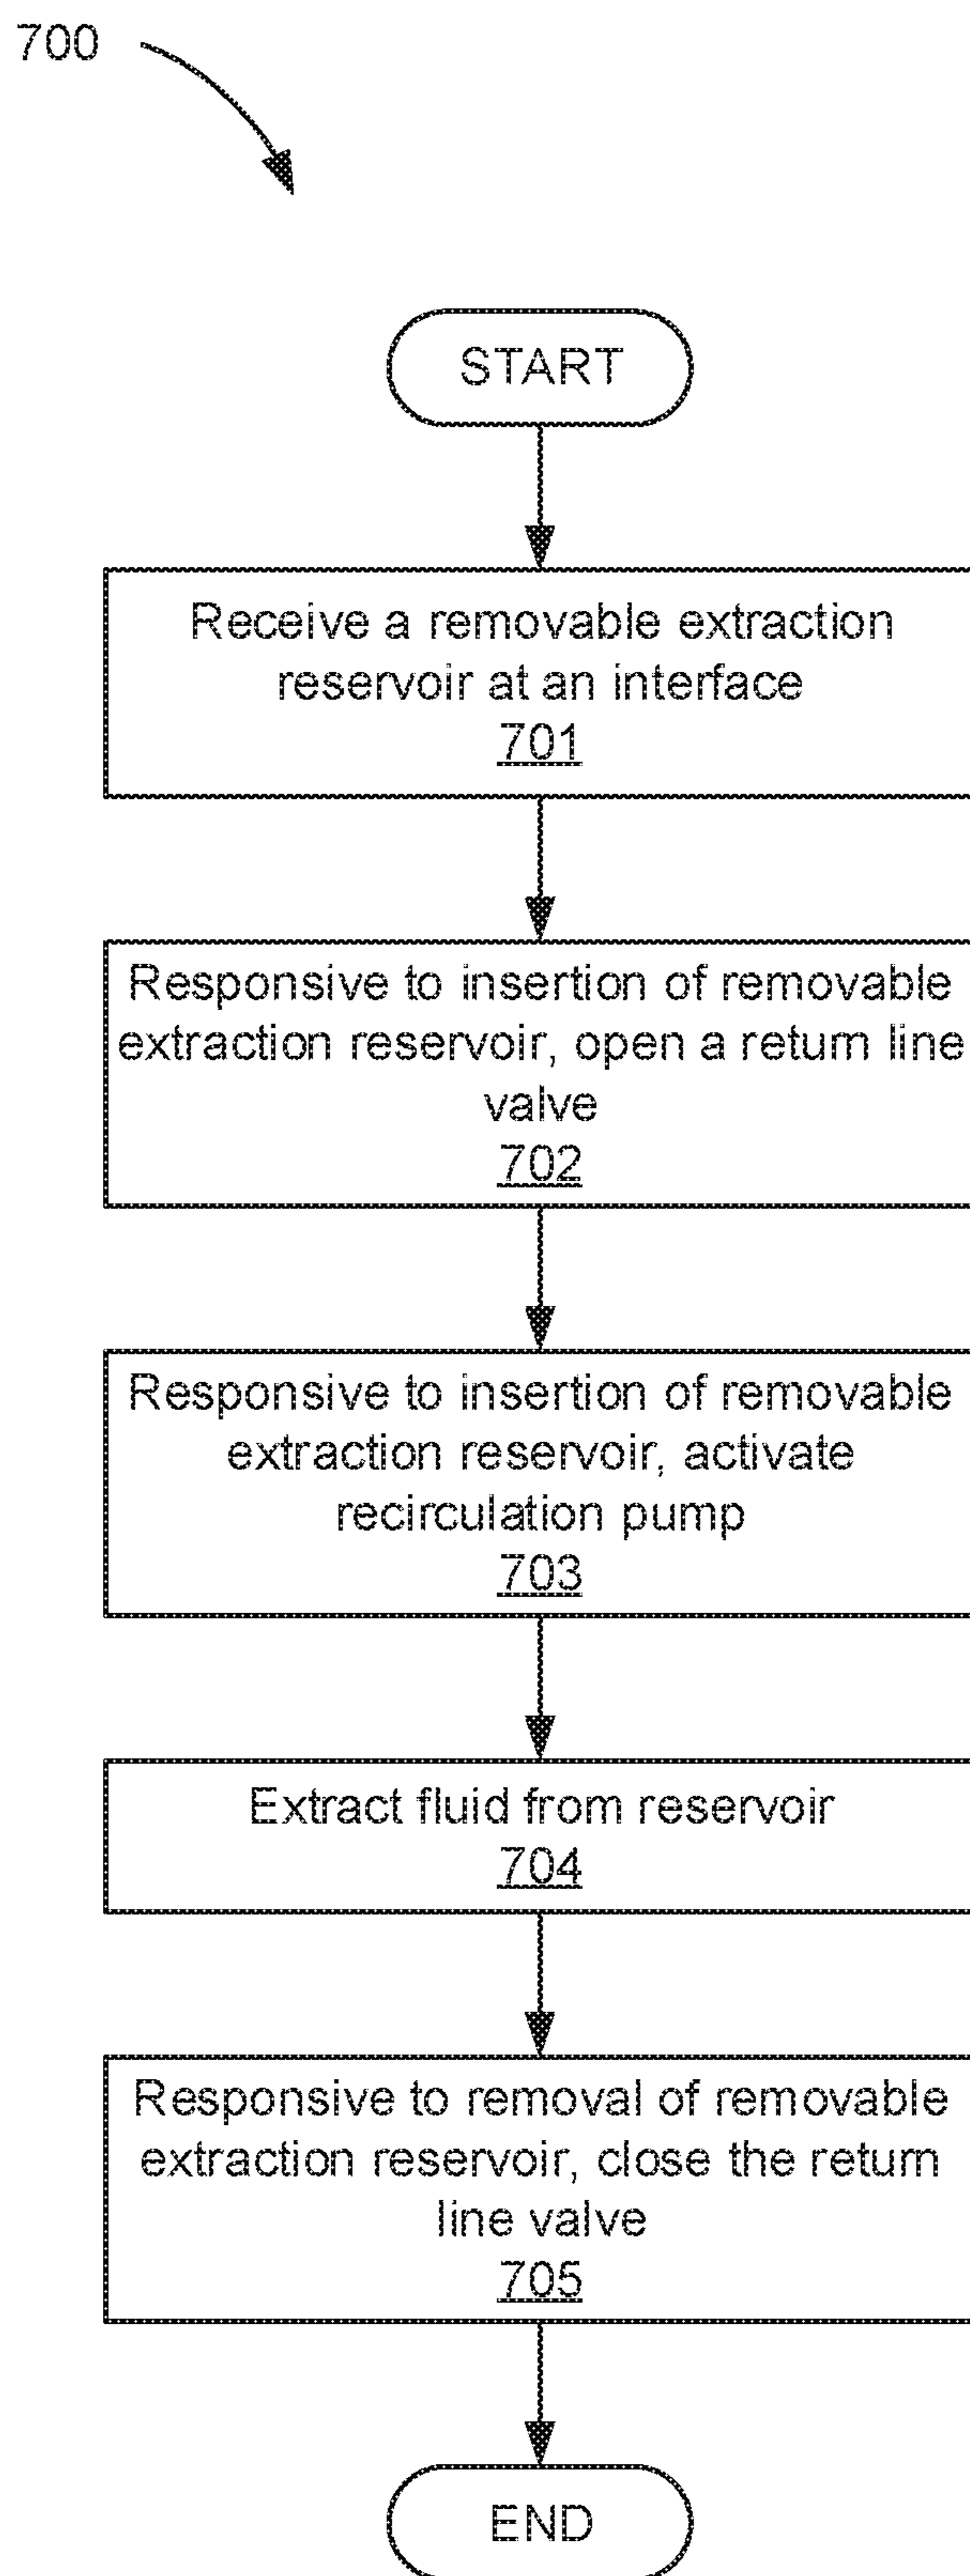 700
START
Receive a removable extraction
reservoir at an interface
701
Responsive to insertion of removable
extraction reservoir, open a return line
valve
702
Responsive to insertion of removable
extraction reservoir, activate
recirculation pump
703
Extract fluid from reservoir
704
Responsive to removal of removable
extraction reservoir, close the return
line valve
705
END